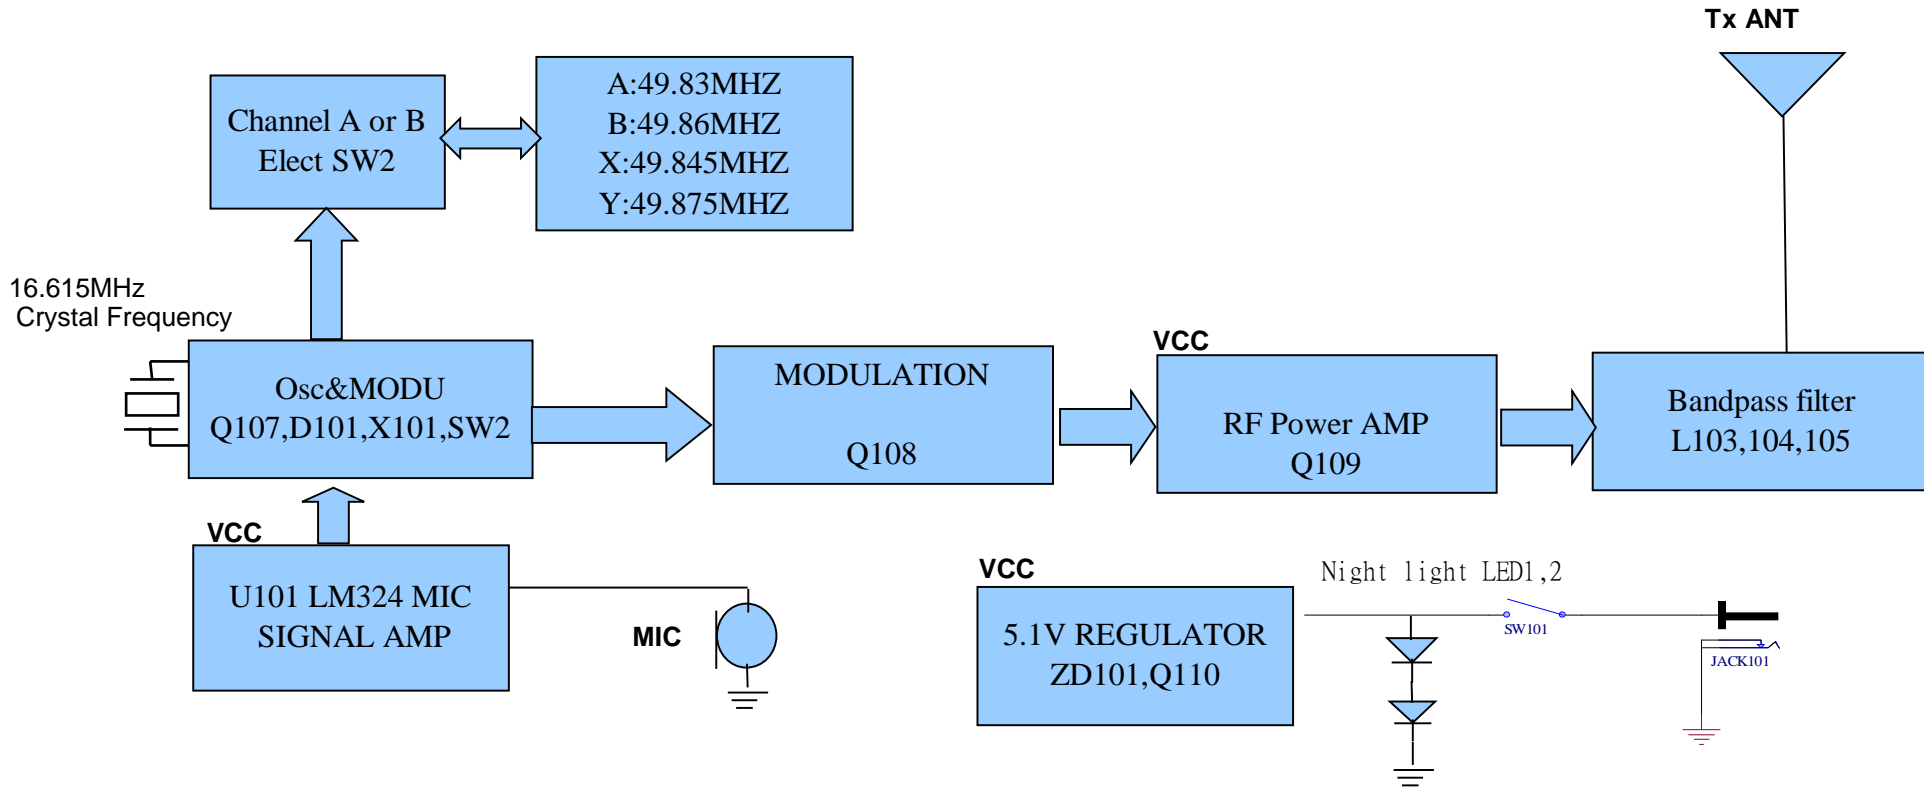 Tx ANT
Channel A or B
Elect SW2
A:49.83MHZ
B:49.86MHZ
X:49.845MHZ
Y:49.875MHZ
16.615MHz
Crystal Frequency
Osc&MODU
Q107,D101,X101,SW2
MODULATION
Q108
VCC
RF Power AMP
Q109
Bandpass filter
L103,104,105
VCC
U101 LM324 MIC
SIGNAL AMP
MIC
VCC
5.1V REGULATOR
ZD101,Q110
Night light LED1,2
SW101
JACK101